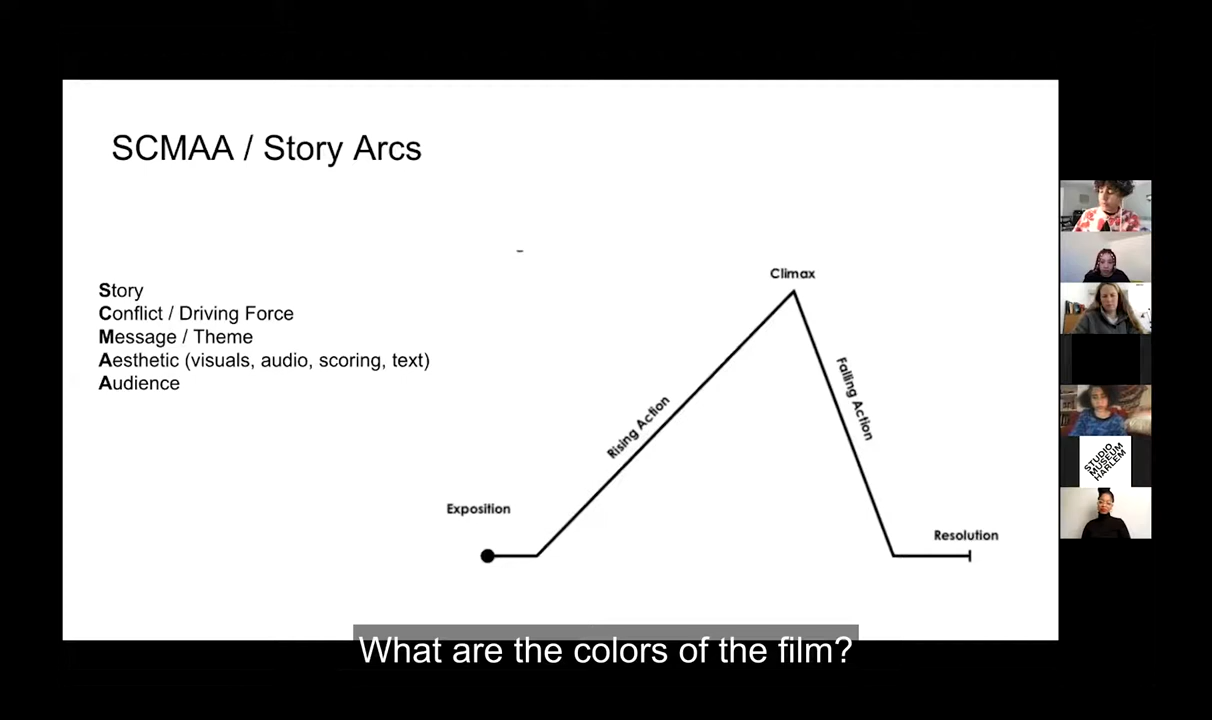 SCMAA / Story Arcs
Story
Conflict / Driving Force
Message / Theme
Aesthetic (visuals, audio, scoring, text)
Audience
Climax
Rising Action
Falling Action
Exposition
Resolution
STUDIO
MUSEUM
HARLEM
What are the colors of the film?